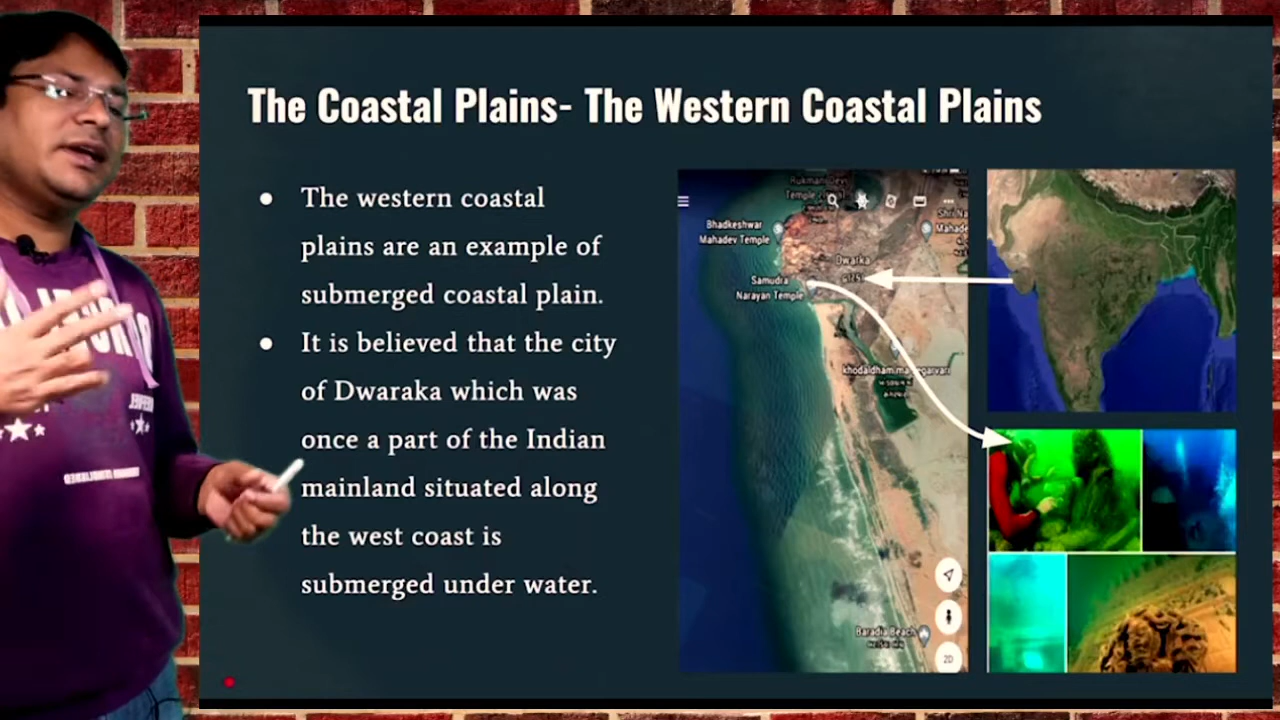 The Coastal Plains- The Western Coastal Plains
The western coastal
plains are an example of
submerged coastal plain.
It is believed that the city
of Dwaraka which was
once a part of the Indian
mainland situated along
the west coast is
submerged under water.
Bhadkeshwar
Mahadev Temple
Dwarka
Samudra
Narayan Temple
Baradia Beach
2D